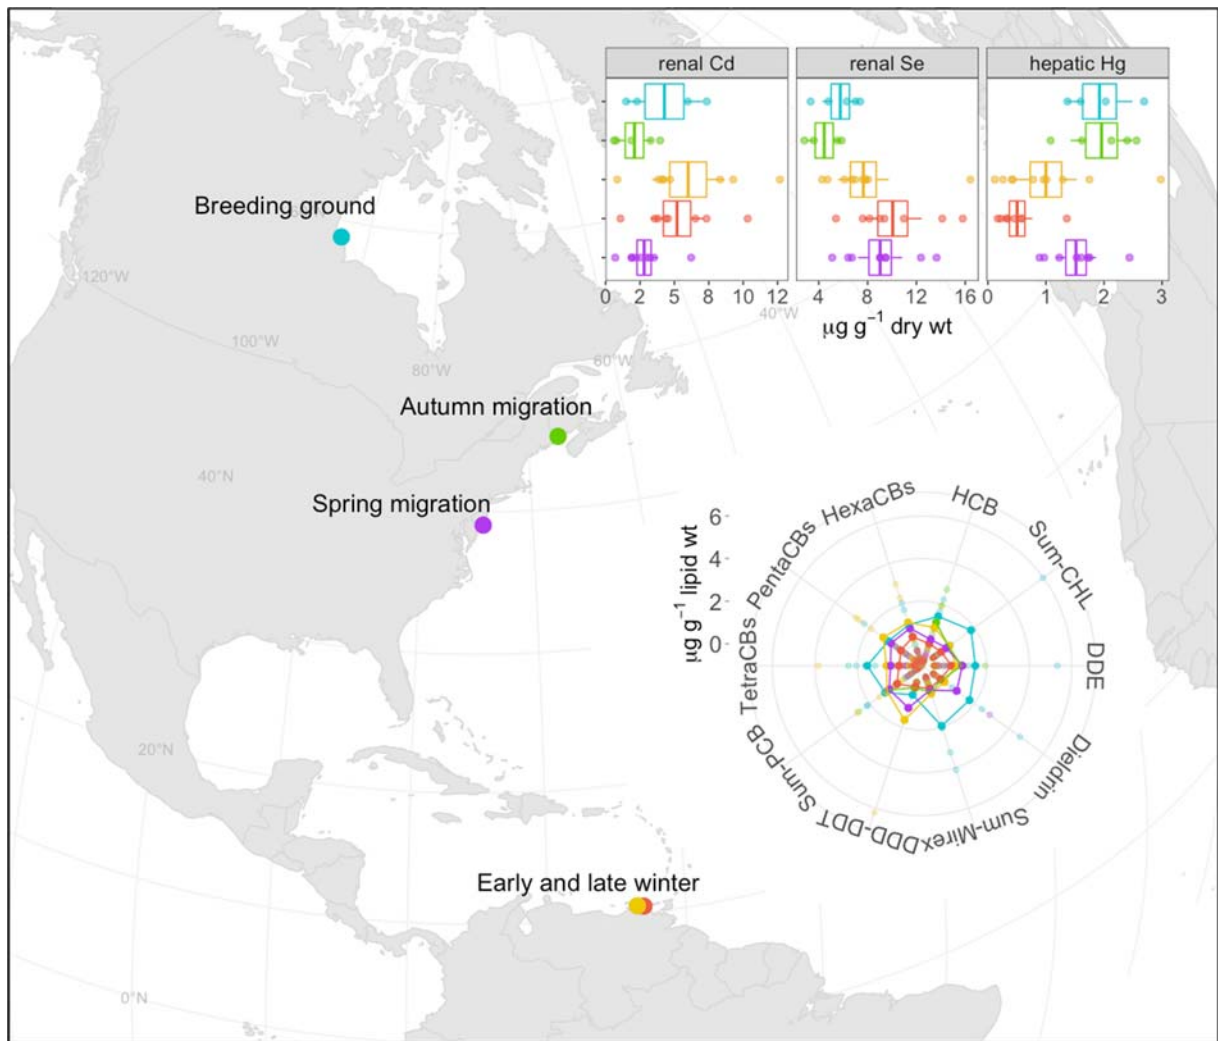 renal Cd renal Se hepatic Hg
0 2 5 8 10 12 4 8 12 16 0 1 2 3
µg g⁻¹ dry wt
Breeding ground
120°W
100°W
80°W
60°W
40°W
Autumn migration
40°N
Spring migration
6
4
2
0
µg g⁻¹ lipid wt
HexaCBs
HCB
Sum-CHL
DDE
Dieldrin
Sum-Mirex
DDD-DDT
Sum-PCB
TetraCBs
PentaCBs
20°N
Early and late winter
0°N